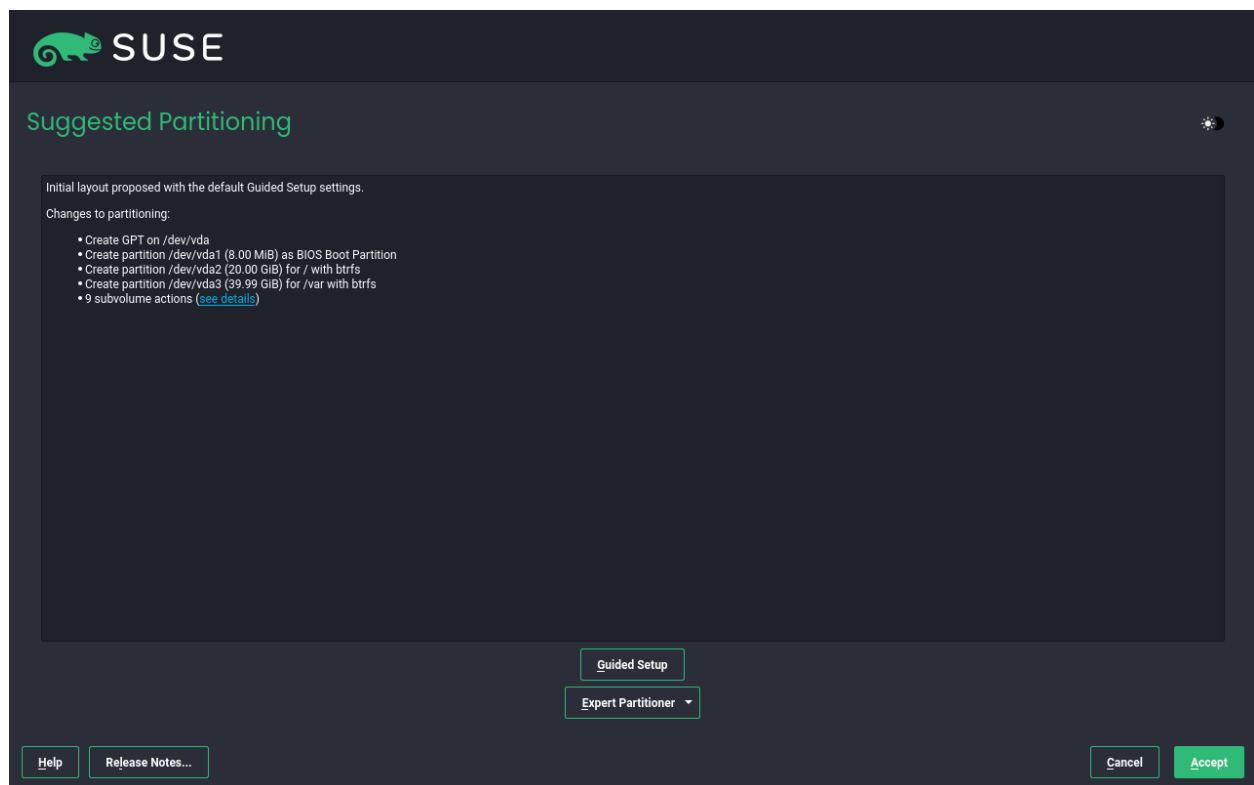 SUSE
Suggested Partitioning
Initial layout proposed with the default Guided Setup settings.
Changes to partitioning:
• Create GPT on /dev/vda
• Create partition /dev/vda1 (8.00 MiB) as BIOS Boot Partition
• Create partition /dev/vda2 (20.00 GiB) for / with btrfs
• Create partition /dev/vda3 (39.99 GiB) for /var with btrfs
• 9 subvolume actions (see details)
Guided Setup
Expert Partitioner
Help
Release Notes...
Cancel
Accept